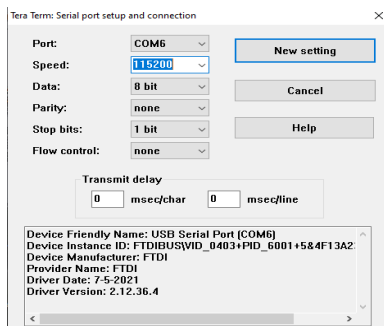 Tera Term: Serial port setup and connection
Port: COM6 New setting
Speed: 115200
Data: 8 bit Cancel
Parity: none
Stop bits: 1 bit Help
Flow control: none
Transmit delay
0 msec/char 0 msec/line
Device Friendly Name: USB Serial Port (COM6)
Device Instance ID: FTDIBUS\VID_0403+PID_6001+5&4F13A2
Device Manufacturer: FTDI
Provider Name: FTDI
Driver Date: 7-5-2021
Driver Version: 2.12.36.4